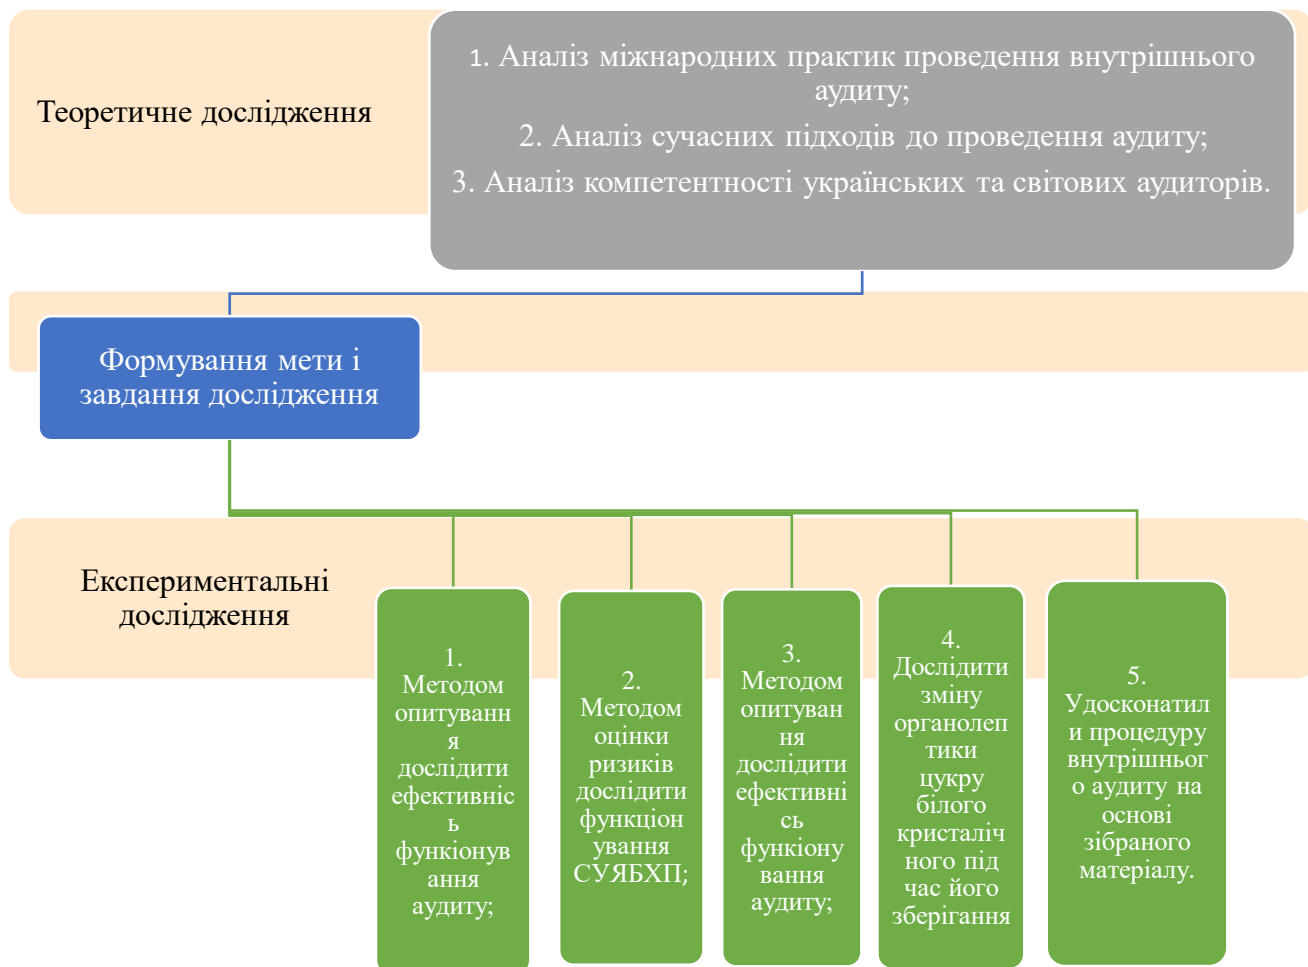 Теоретичне дослідження
1. Аналіз міжнародних практик проведення внутрішнього
аудиту;
2. Аналіз сучасних підходів до проведення аудиту;
3. Аналіз компетентності українських та світових аудиторів.
Формування мети і
завдання дослідження
Експериментальні
дослідження
1.
Методом
опитуванн
я
дослідити
ефективніс
ь
функіонув
ання
аудиту;
2.
Методом
оцінки
ризиків
дослідити
функціон
ування
СУЯБХП;
3.
Методом
опитуван
ня
дослідити
ефективні
сь
функіону
вання
аудиту;
4.
Дослідити
зміну
органолеп
тики
цукру
білого
кристаліч
ного під
час його
зберігання
5.
Удосконатил
и процедуру
внутрішньог
о аудиту на
основі
зібраного
матеріалу.